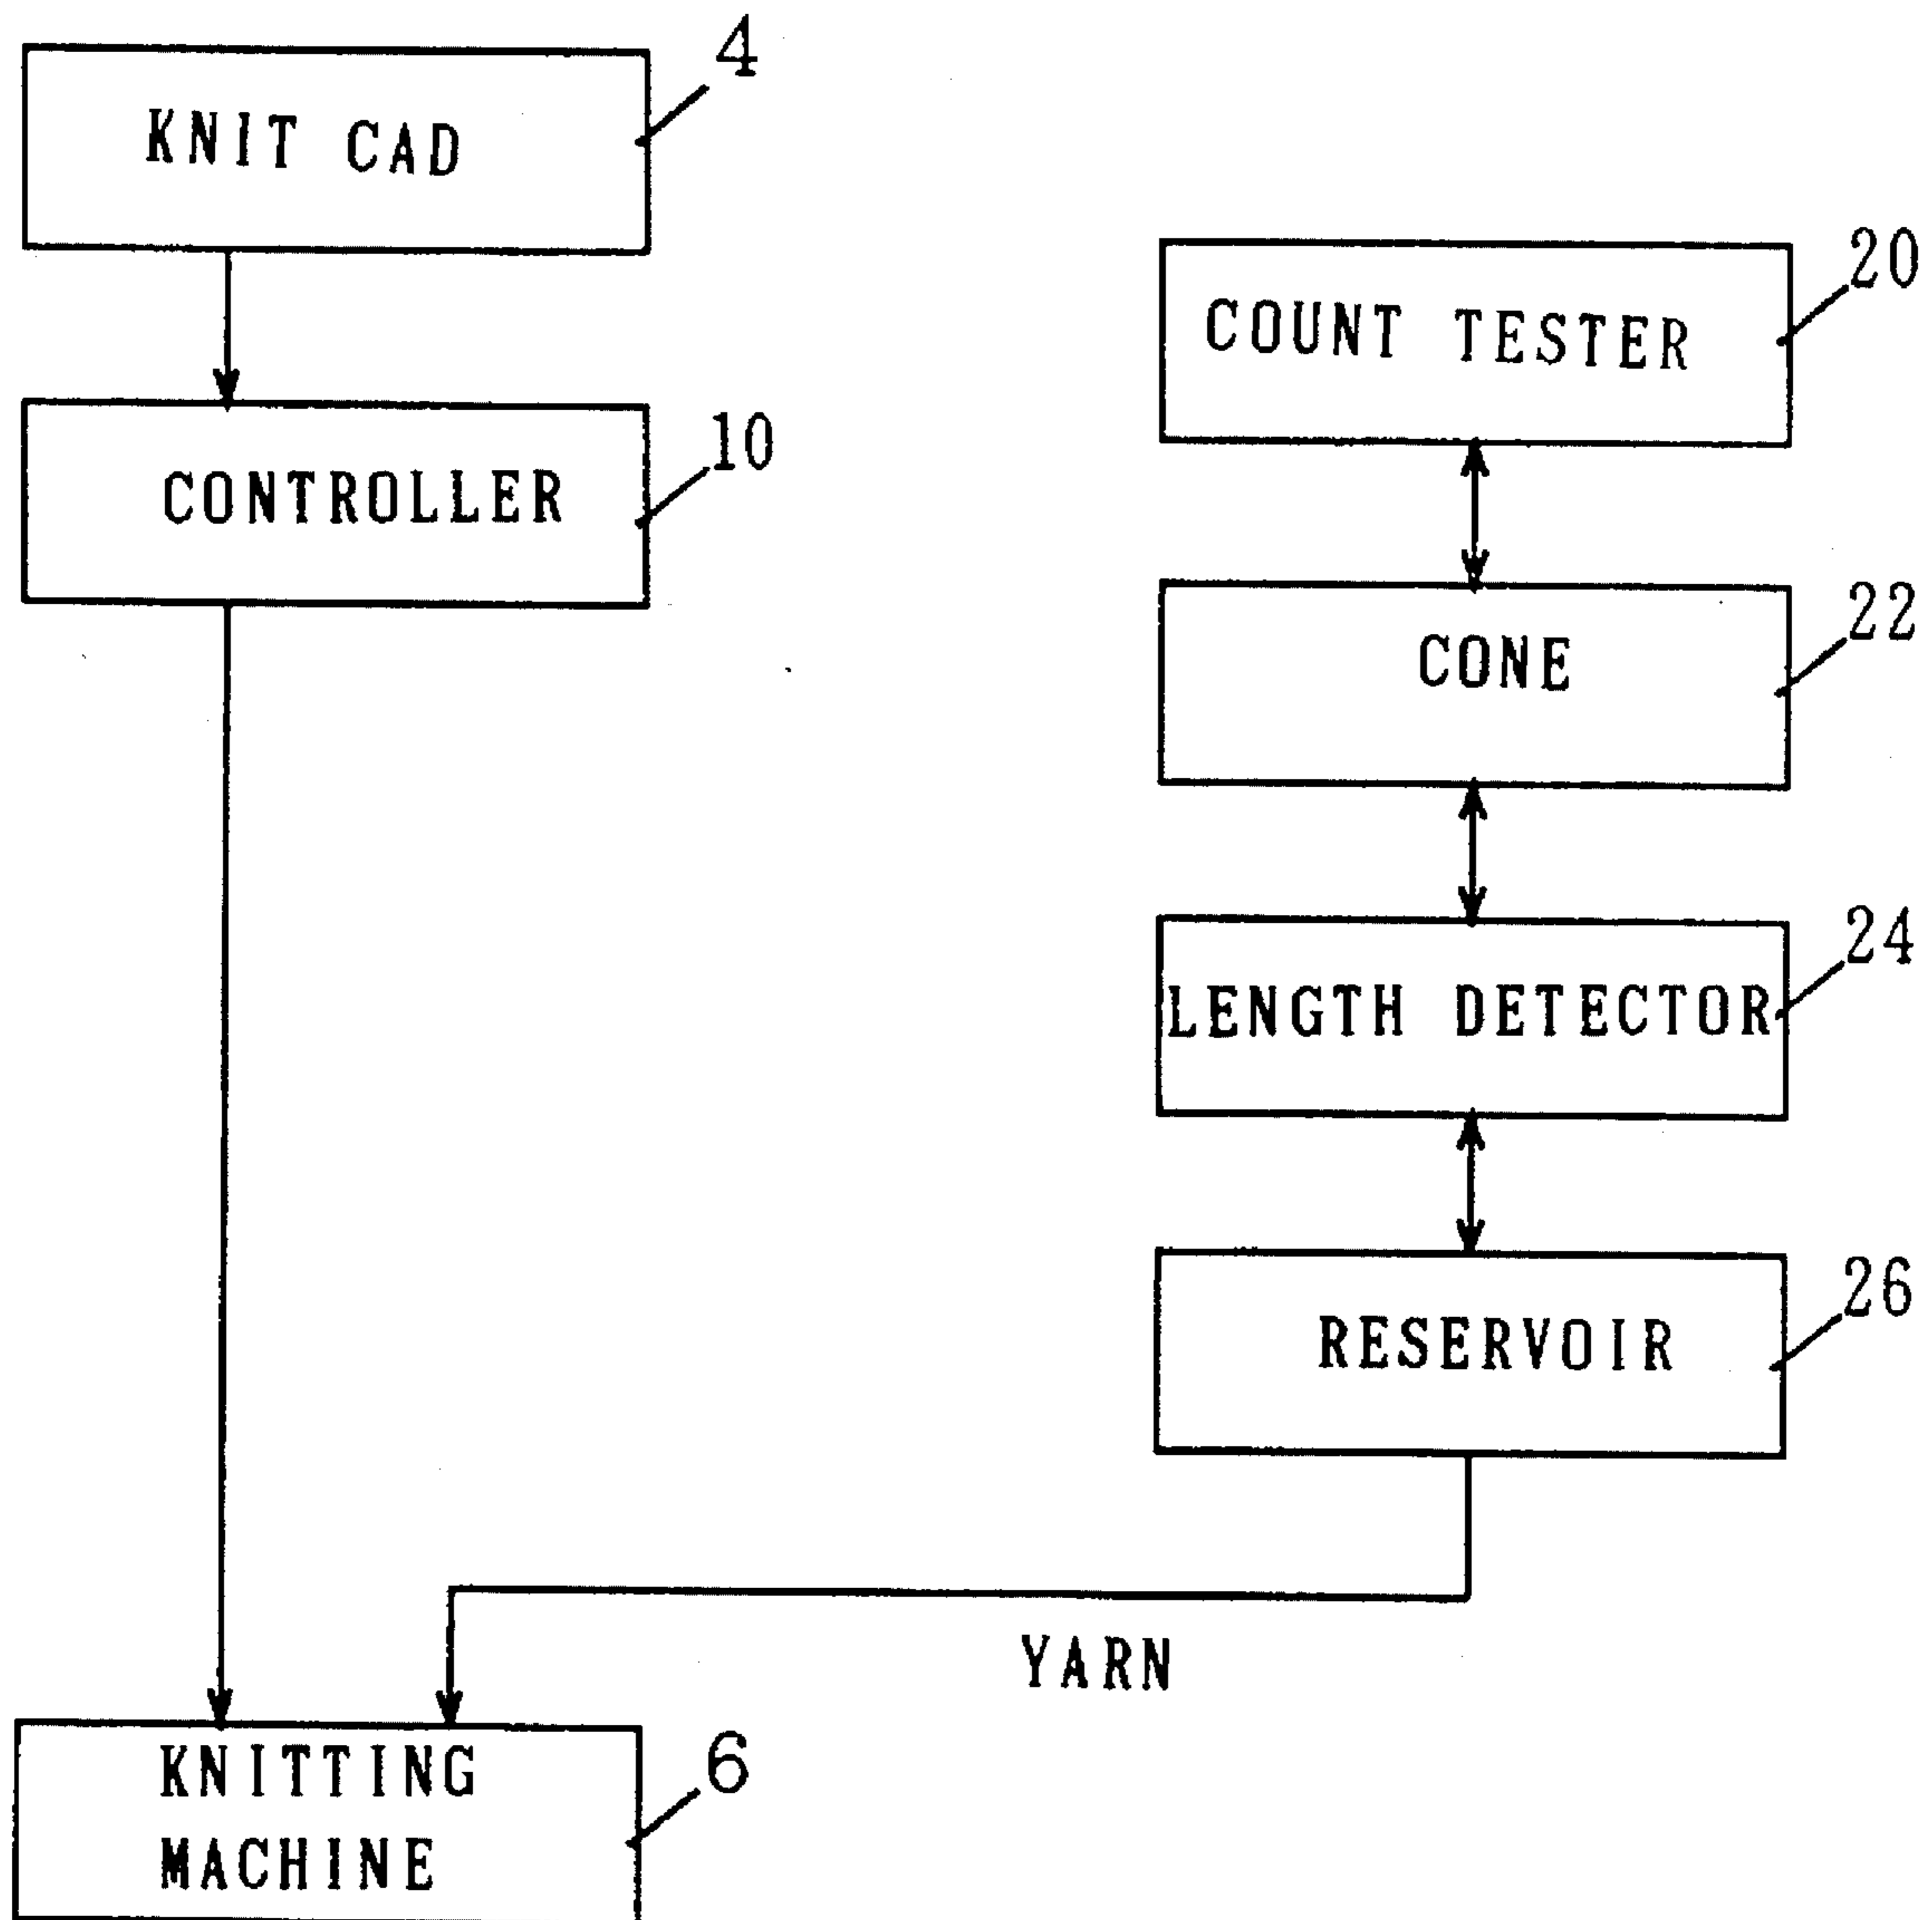 4
KNIT CAD
10
CONTROLLER
20
COUNT TESTER
22
CONE
24
LENGTH DETECTOR
26
RESERVOIR
YARN
6
KNITTING
MACHINE